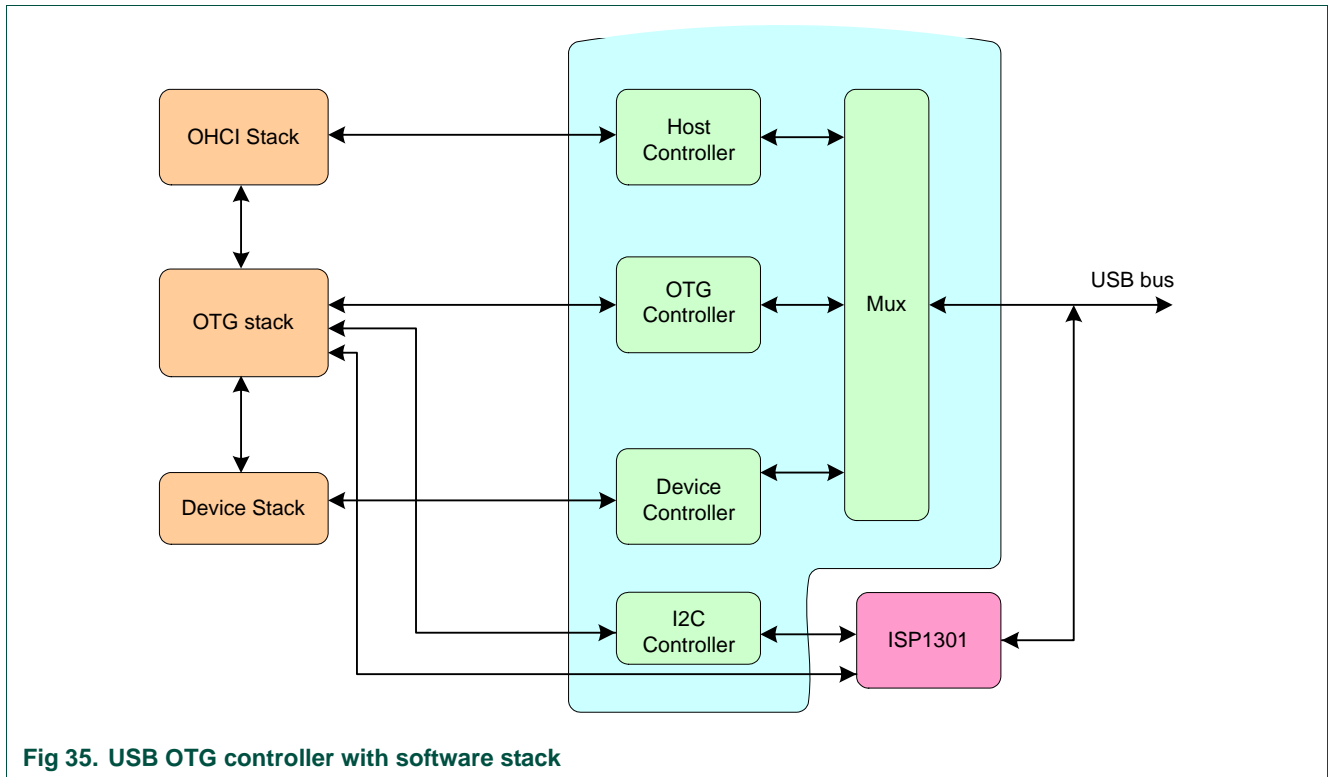 OHCI Stack
Host
Controller
OTG stack
OTG
Controller
Mux
USB bus
Device Stack
Device
Controller
I2C
Controller
ISP1301
Fig 35. USB OTG controller with software stack